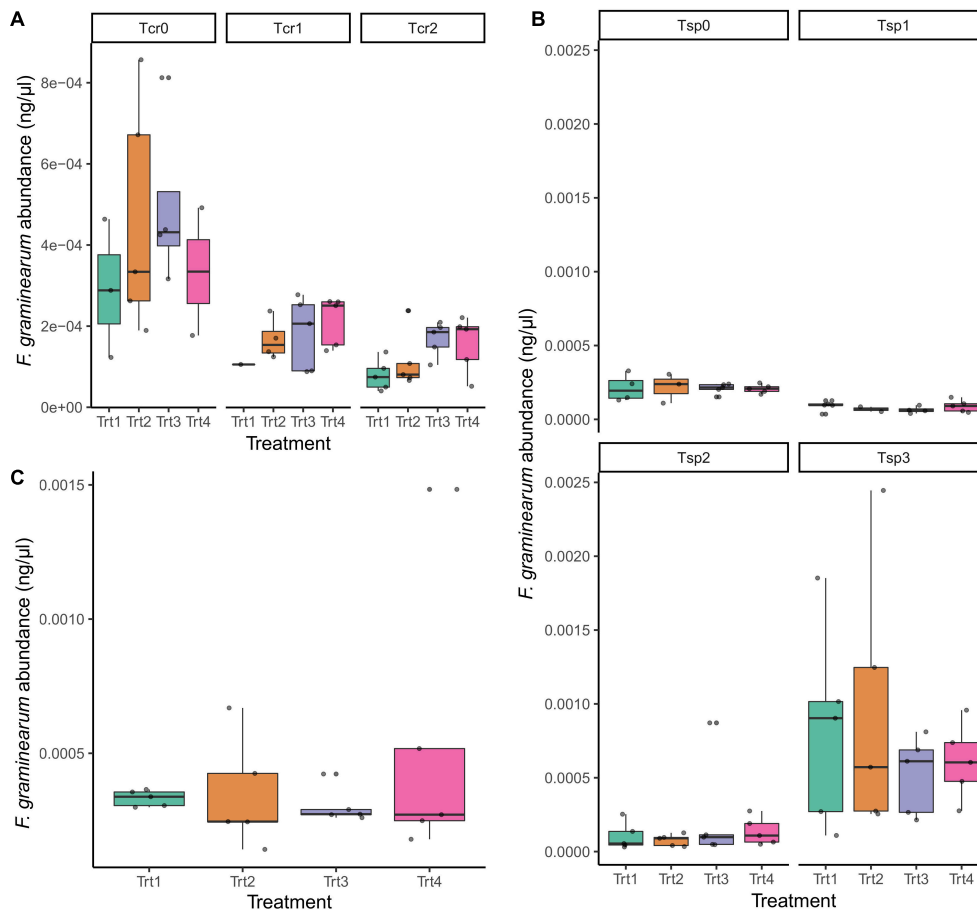 A
Tcr0 Tcr1 Tcr2
F. graminearum abundance (ng/µl)
8e−04
6e−04
4e−04
2e−04
0e+00
Trt1 Trt2 Trt3 Trt4 Trt1 Trt2 Trt3 Trt4 Trt1 Trt2 Trt3 Trt4
Treatment
B
Tsp0 Tsp1
F. graminearum abundance (ng/µl)
0.0025
0.0020
0.0015
0.0010
0.0005
0.0000
Tsp2 Tsp3
0.0025
0.0020
0.0015
0.0010
0.0005
0.0000
Trt1 Trt2 Trt3 Trt4 Trt1 Trt2 Trt3 Trt4
Treatment
C
F. graminearum abundance (ng/µl)
0.0015
0.0010
0.0005
Trt1 Trt2 Trt3 Trt4
Treatment